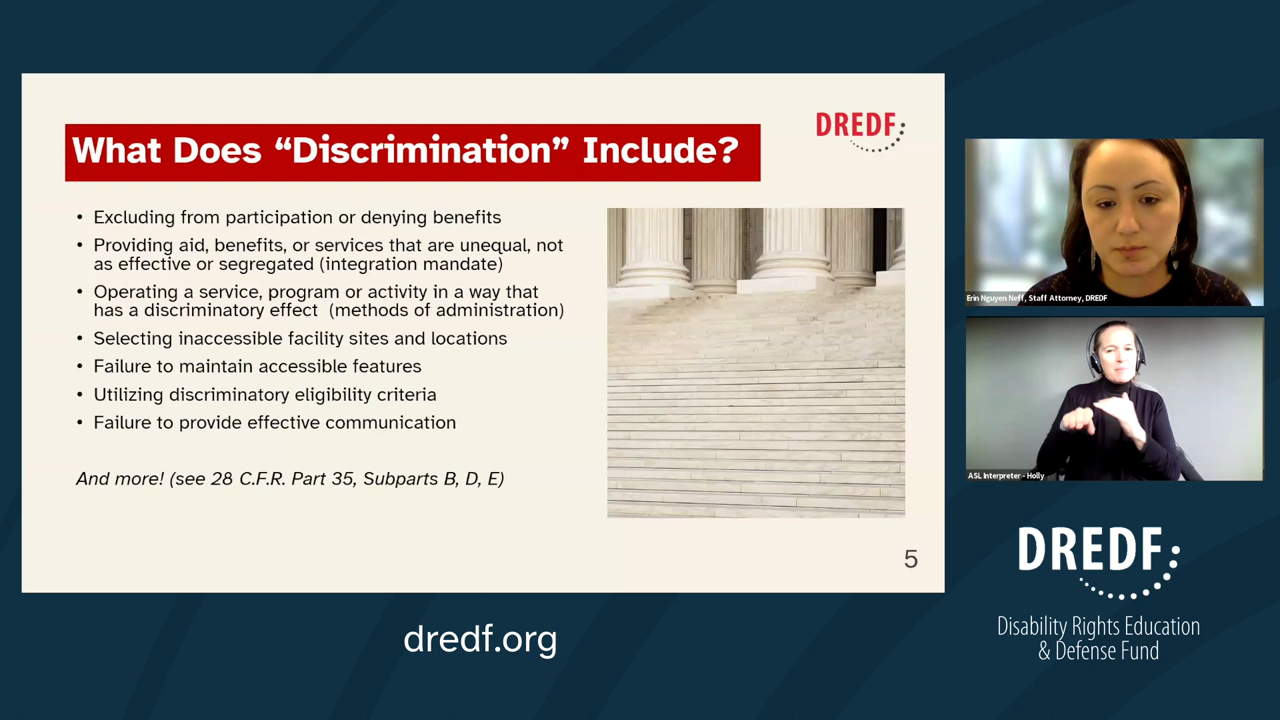 What Does “Discrimination” Include?
DREDF
• Excluding from participation or denying benefits
• Providing aid, benefits, or services that are unequal, not
as effective or segregated (integration mandate)
• Operating a service, program or activity in a way that
has a discriminatory effect (methods of administration)
• Selecting inaccessible facility sites and locations
• Failure to maintain accessible features
• Utilizing discriminatory eligibility criteria
• Failure to provide effective communication
And more! (see 28 C.F.R. Part 35, Subparts B, D, E)
5
Erin Nguyen Neff, Staff Attorney, DREDF
ASL Interpreter - Holly
DREDF
Disability Rights Education
& Defense Fund
dredf.org